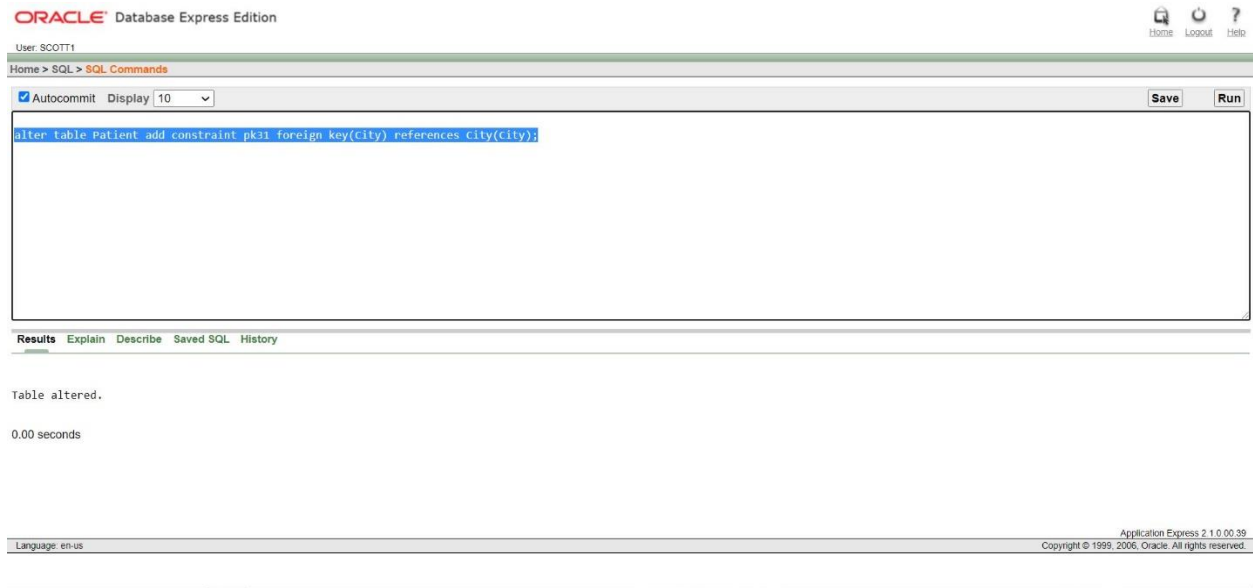 ORACLE Database Express Edition
Home Logout Help
User: SCOTT1
Home > SQL > SQL Commands
Autocommit Display 10 Save Run
alter table Patient add constraint pk31 foreign key(City) references City(City);
Results Explain Describe Saved SQL History
Table altered.
0.00 seconds
Application Express 2.1.0.00.39
Language: en-us Copyright © 1999, 2006, Oracle. All rights reserved.